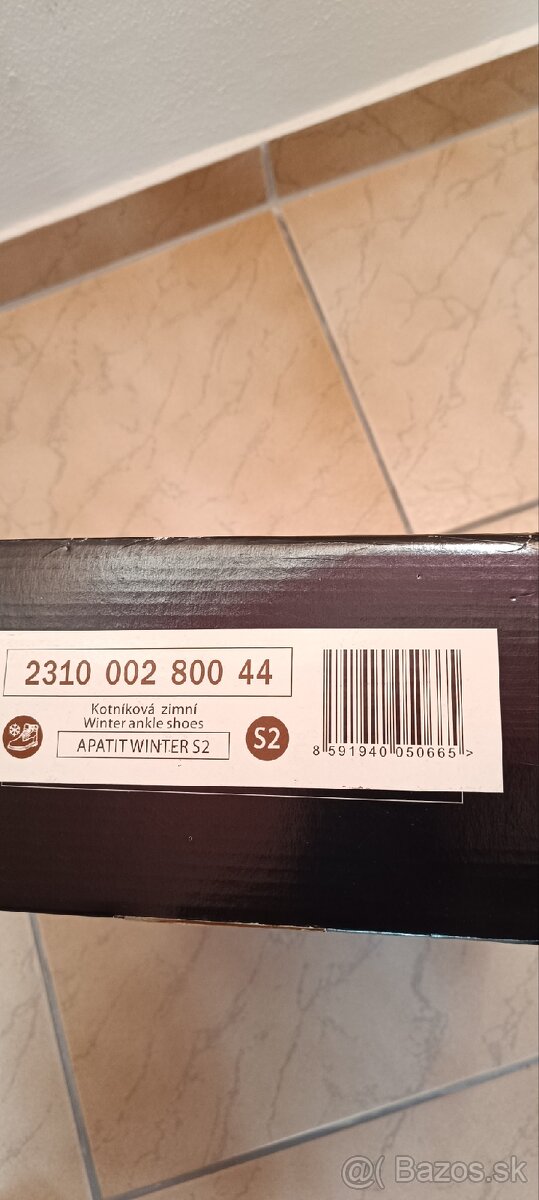 2310 002 800 44
Kotníková zimní
Winter ankle shoes
APATIT WINTER S2
S2
8 591940 050665 >
@( Bazos.sk